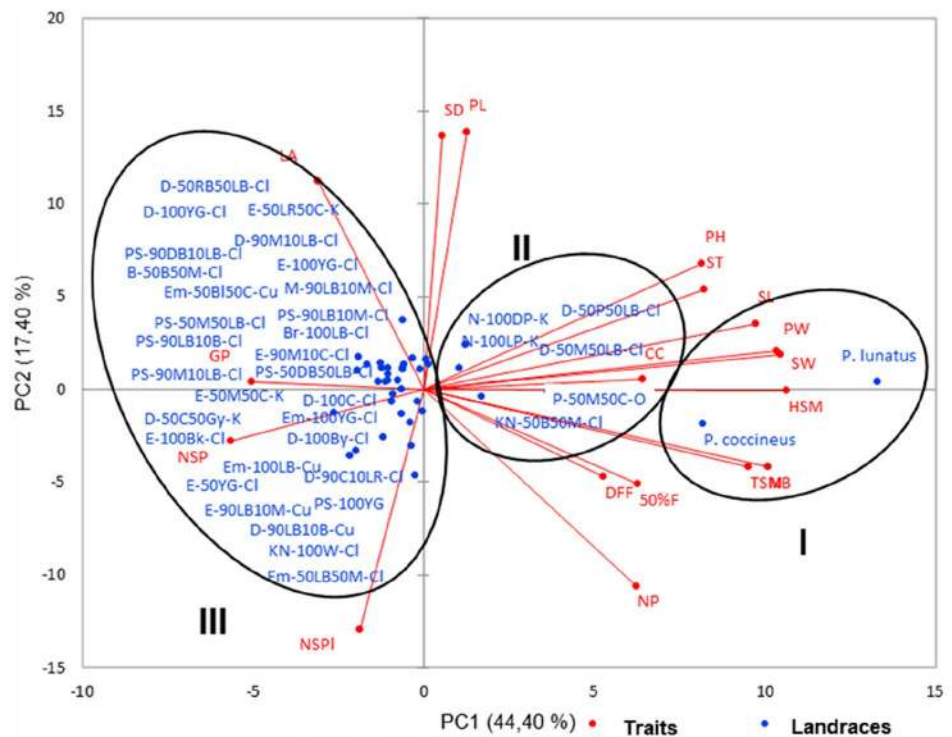 20
SD PL
15
LA
D-50RB50LB-Cl
D-100YG-Cl E-50LR50C-K
10
D-90M10LB-Cl
PS-90DB10LB-Cl E-100YG-Cl
B-50B50M-Cl
Em-50Bl50C-Cu M-90LB10M-Cl
II
PH
ST
5
PS-50M50LB-Cl PS-90LB10M-Cl
PS-90LB10B-Cl Br-100LB-Cl
GP E-90M10C-Cl
PS-90M10LB-Cl PS-50DB50LB-Cl
N-100DP-K D-50P50LB-Cl
N-100LP-K D-50M50LB-Cl
CC
SL
PW
SW
P. lunatus
PC2 (17,40 %)
0
E-50M50C-K D-100C-Cl
D-50C50Gy-K Em-100YG-Cl
E-100Bk-Cl D-100By-Cl
NSP
P-50M50C-O
KN-50B50M-Cl
HSM
P. coccineus
Em-100LB-Cu D-90C10LR-Cl
E-50YG-Cl
E-90LB10M-Cu PS-100YG
D-90LB10B-Cu
KN-100W-Cl
Em-50LB50M-Cl
-5
DFF 50%F
TSM NB
I
-10
NP
III
NSPl
-15
-10 -5 0 5 10 15
PC1 (44,40 %)
Traits Landraces